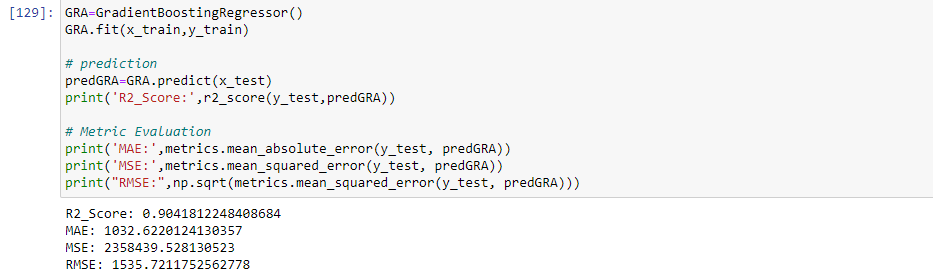 [129]: GRA=GradientBoostingRegressor()
GRA.fit(x_train,y_train)
# prediction
predGRA=GRA.predict(x_test)
print('R2_Score:',r2_score(y_test,predGRA))
# Metric Evaluation
print('MAE:',metrics.mean_absolute_error(y_test, predGRA))
print('MSE:',metrics.mean_squared_error(y_test, predGRA))
print("RMSE:",np.sqrt(metrics.mean_squared_error(y_test, predGRA)))
R2_Score: 0.9041812248408684
MAE: 1032.6220124130357
MSE: 2358439.528130523
RMSE: 1535.7211752562778